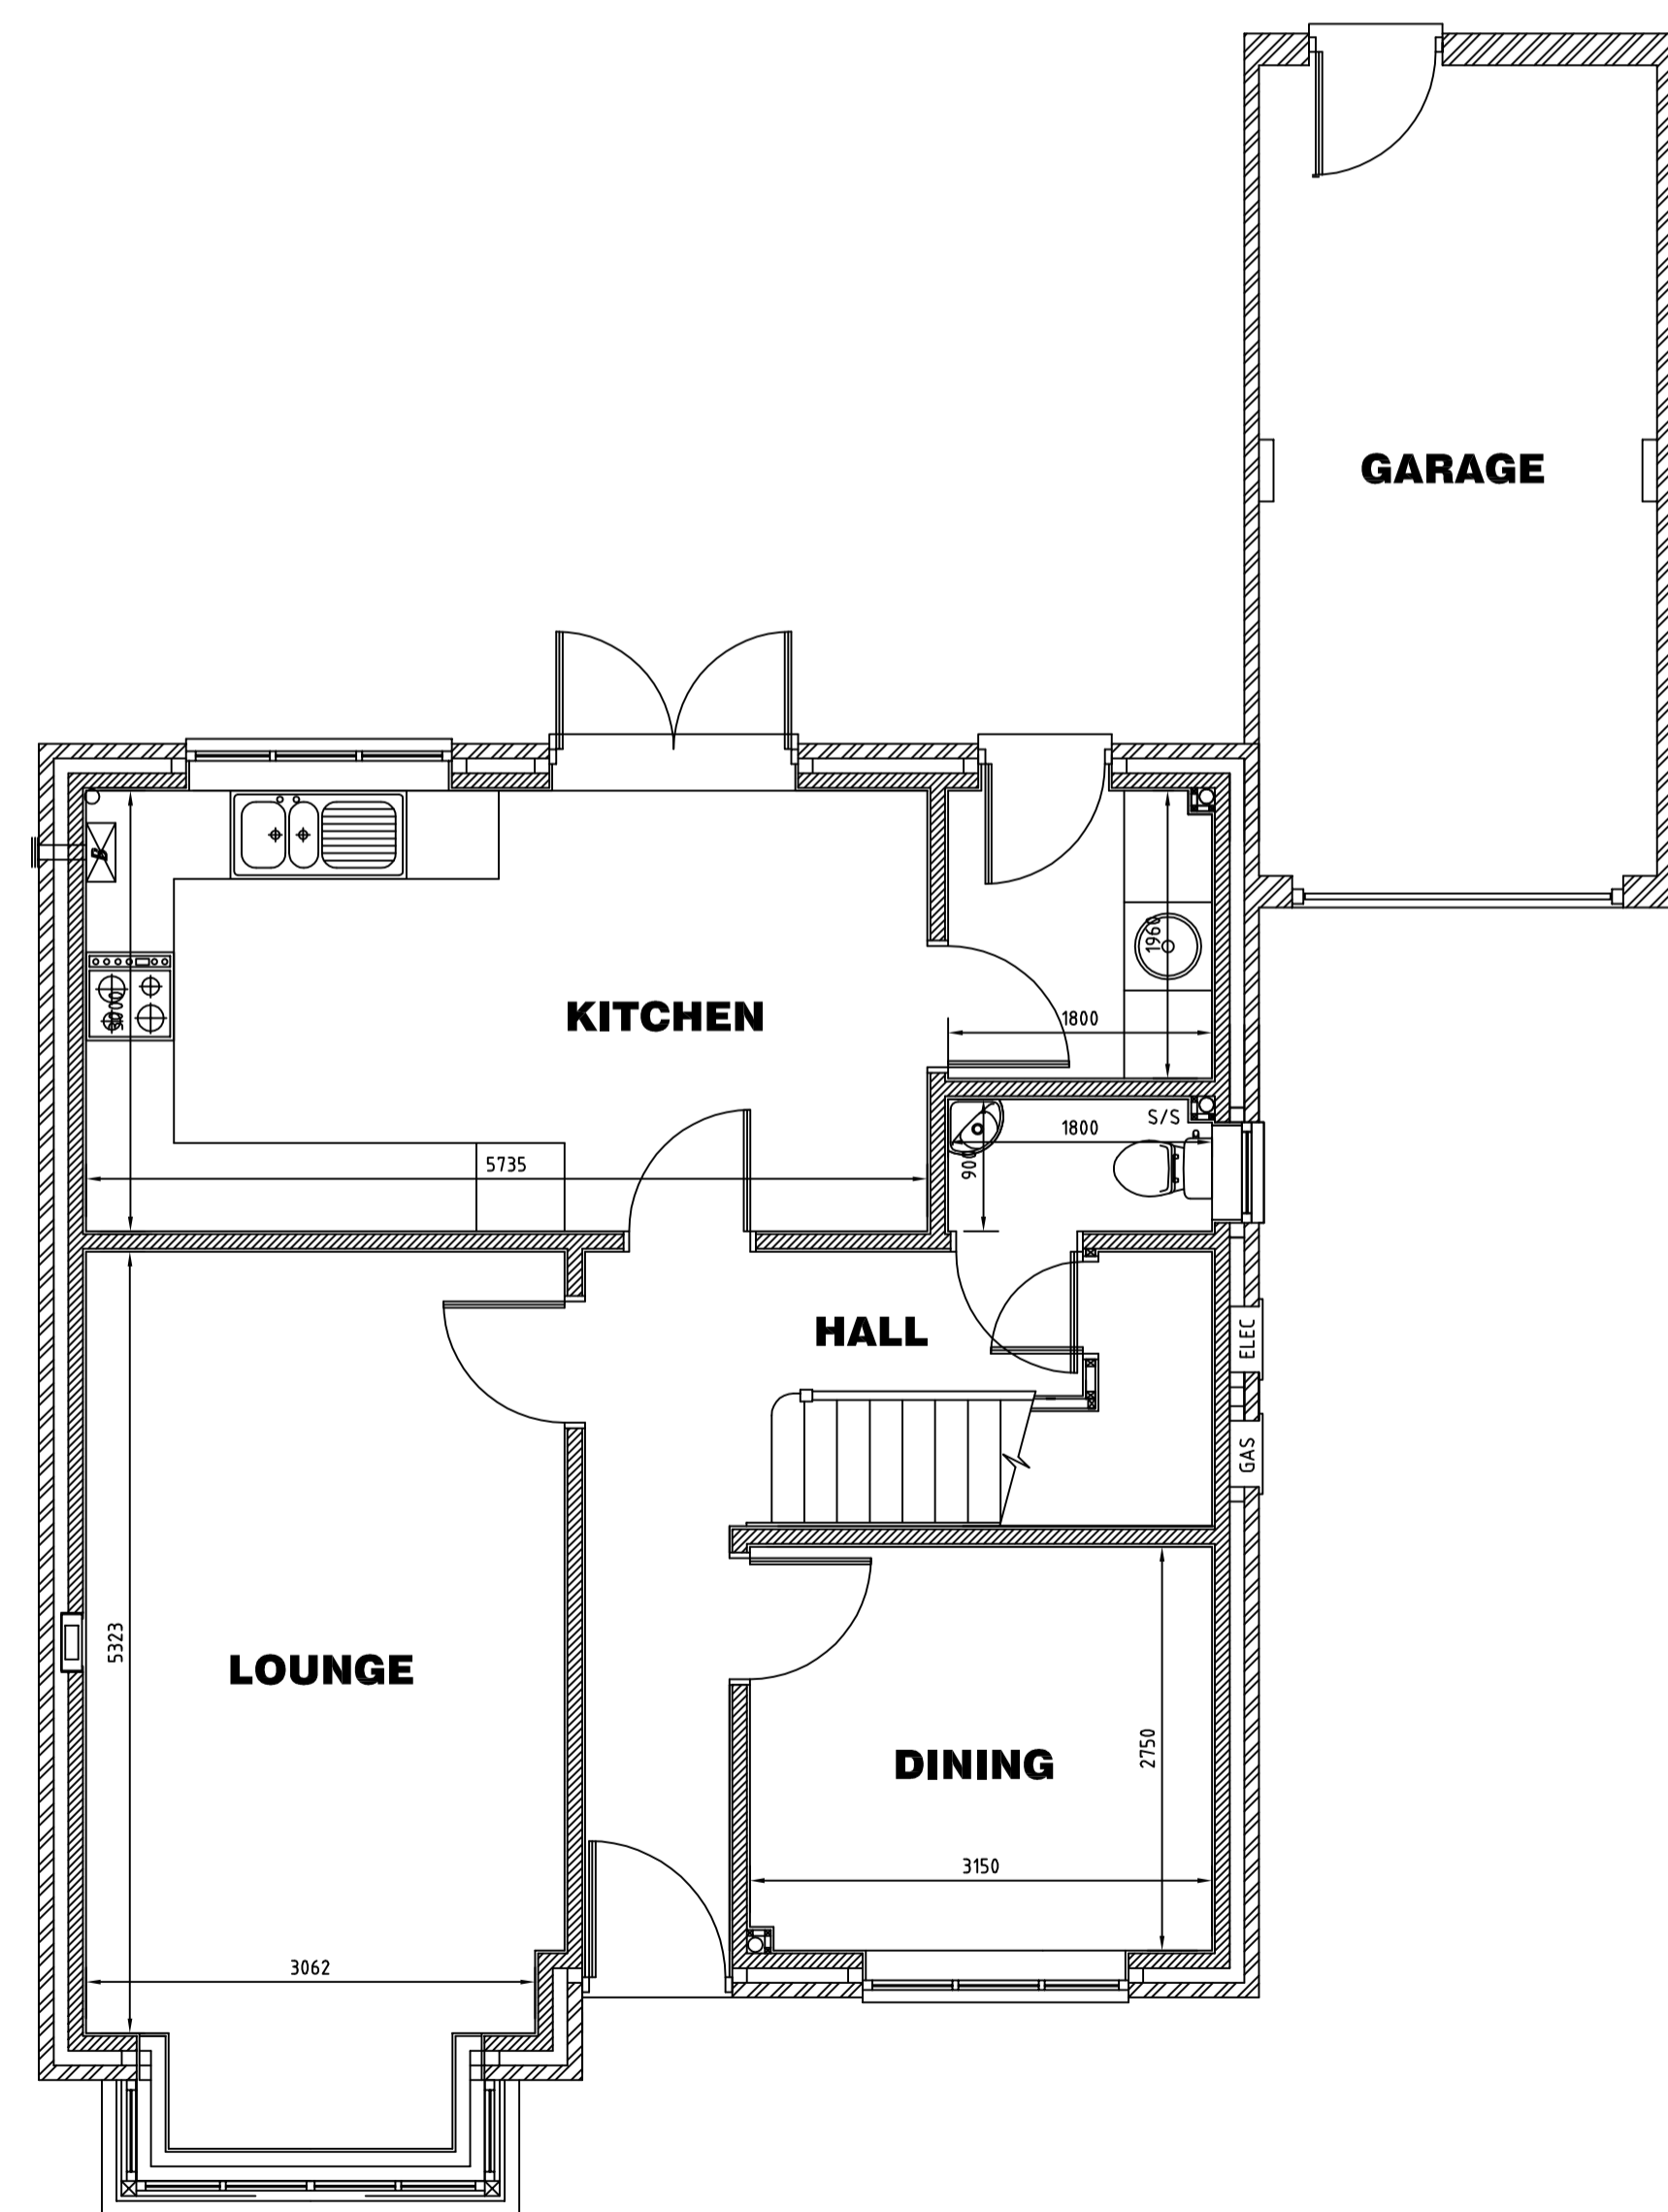 GARAGE
KITCHEN
3000
1960
1800
S/S
1800
900
5735
B
HALL
ELEC
GAS
LOUNGE
5323
DINING
2750
3150
3062